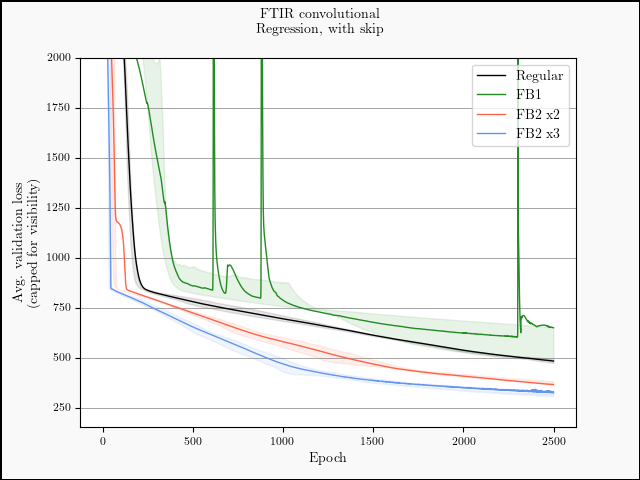 FTIR convolutional
Regression, with skip
Avg. validation loss
(capped for visibility)
2000
1750
1500
1250
1000
750
500
250
Regular
FB1
FB2 x2
FB2 x3
0
500
1000
1500
2000
2500
Epoch